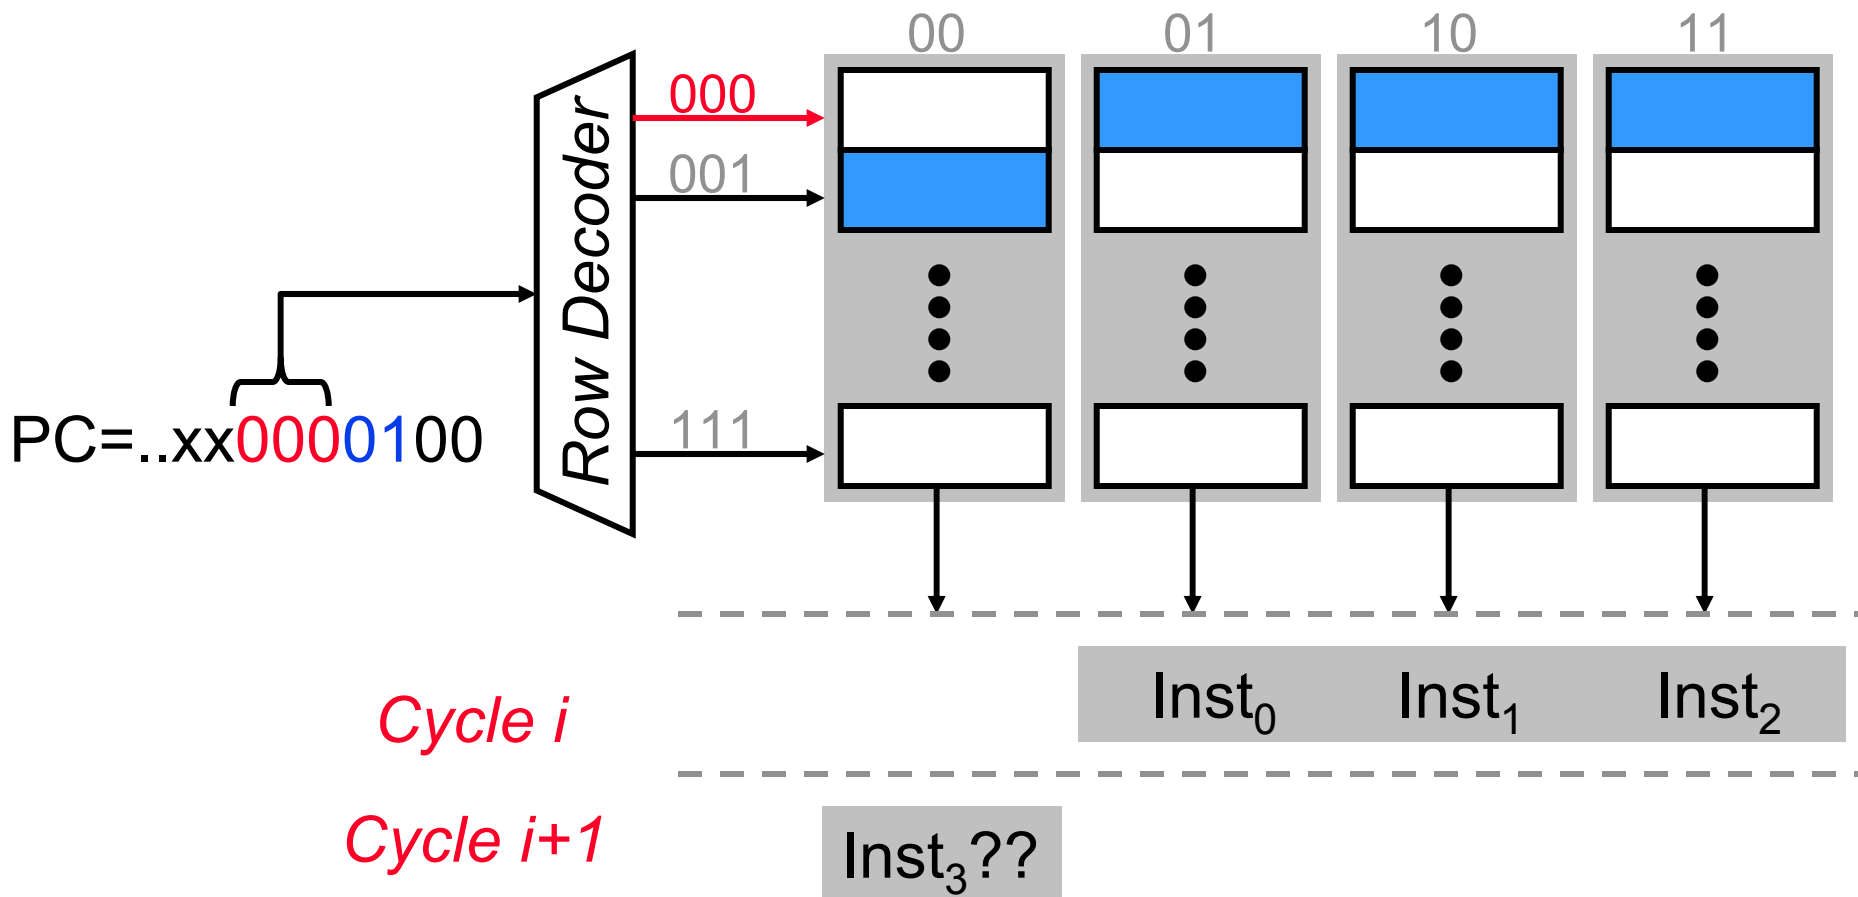 00 01 10 11
000
001
Row Decoder
PC=..xx0000100
111
Inst0 Inst1 Inst2
Cycle i
Cycle i+1
Inst3??